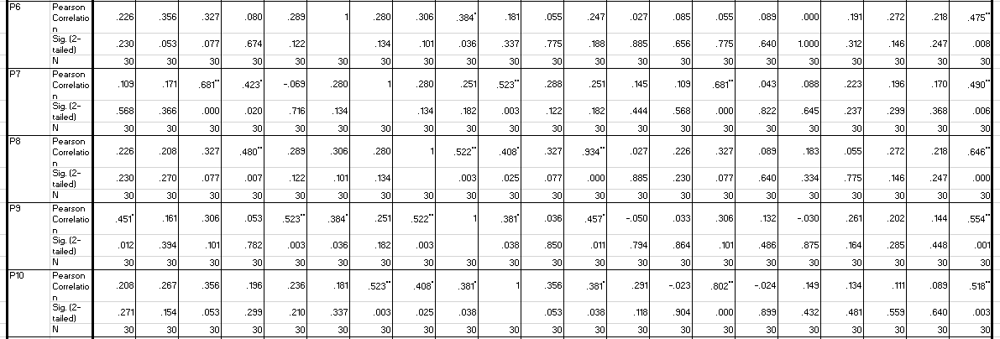 P6 Pearson Correlatio n .226 .356 .327 .080 .289 1 .280 .306 .384* .181 .055 .247 .027 .085 .055 .089 .000 .191 .272 .218 .475**
Sig. (2-tailed) .230 .053 .077 .674 .122 .134 .101 .036 .337 .775 .188 .885 .656 .775 .640 1.000 .312 .146 .247 .008
N 30 30 30 30 30 30 30 30 30 30 30 30 30 30 30 30 30 30 30 30 30
P7 Pearson Correlatio n .109 .171 .681** .423* -.069 .280 1 .280 .251 .523** .288 .251 .145 .109 .681** .043 .088 .223 .196 .170 .490**
Sig. (2-tailed) .568 .366 .000 .020 .716 .134 .134 .182 .003 .122 .182 .444 .568 .000 .822 .645 .237 .299 .368 .006
N 30 30 30 30 30 30 30 30 30 30 30 30 30 30 30 30 30 30 30 30 30
P8 Pearson Correlatio n .226 .208 .327 .480** .289 .306 .280 1 .522** .408* .327 .934** .027 .226 .327 .089 .183 .055 .272 .218 .646**
Sig. (2-tailed) .230 .270 .077 .007 .122 .101 .134 .003 .025 .077 .000 .885 .230 .077 .640 .334 .775 .146 .247 .000
N 30 30 30 30 30 30 30 30 30 30 30 30 30 30 30 30 30 30 30 30 30
P9 Pearson Correlatio n .451* .161 .306 .053 .523** .384* .251 .522** 1 .381* .036 .457* -.050 .033 .306 .132 -.030 .261 .202 .144 .554**
Sig. (2-tailed) .012 .394 .101 .782 .003 .036 .182 .003 .038 .850 .011 .794 .864 .101 .486 .875 .164 .285 .448 .001
N 30 30 30 30 30 30 30 30 30 30 30 30 30 30 30 30 30 30 30 30 30
P10 Pearson Correlatio n .208 .267 .356 .196 .236 .181 .523** .408* .381* 1 .356 .381* .291 -.023 .802** -.024 .149 .134 .111 .089 .518**
Sig. (2-tailed) .271 .154 .053 .299 .210 .337 .003 .025 .038 .053 .038 .118 .904 .000 .899 .432 .481 .559 .640 .003
N 30 30 30 30 30 30 30 30 30 30 30 30 30 30 30 30 30 30 30 30 30